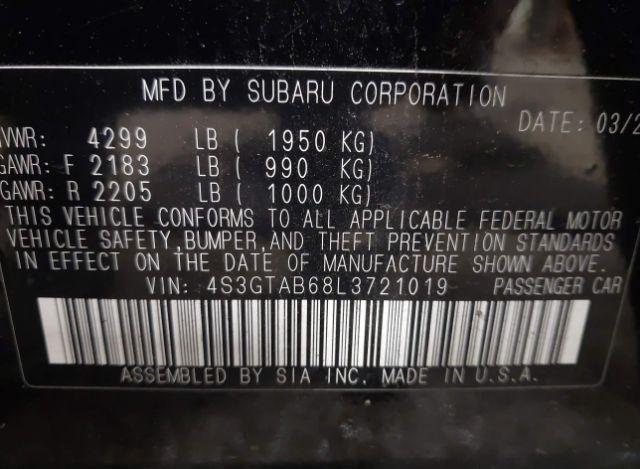 MFD BY SUBARU CORPORATION
DATE: 03/2
VWR: 4299 LB ( 1950 KG)
GAWR: F 2183 LB ( 990 KG)
GAWR: R 2205 LB ( 1000 KG)
THIS VEHICLE CONFORMS TO ALL APPLICABLE FEDERAL MOTOR
VEHICLE SAFETY,BUMPER,AND THEFT PREVENTION STANDARDS
IN EFFECT ON THE DATE OF MANUFACTURE SHOWN ABOVE.
VIN: 4S3GTAB68L3721019 PASSENGER CAR
ASSEMBLED BY SIA INC. MADE IN U.S.A.